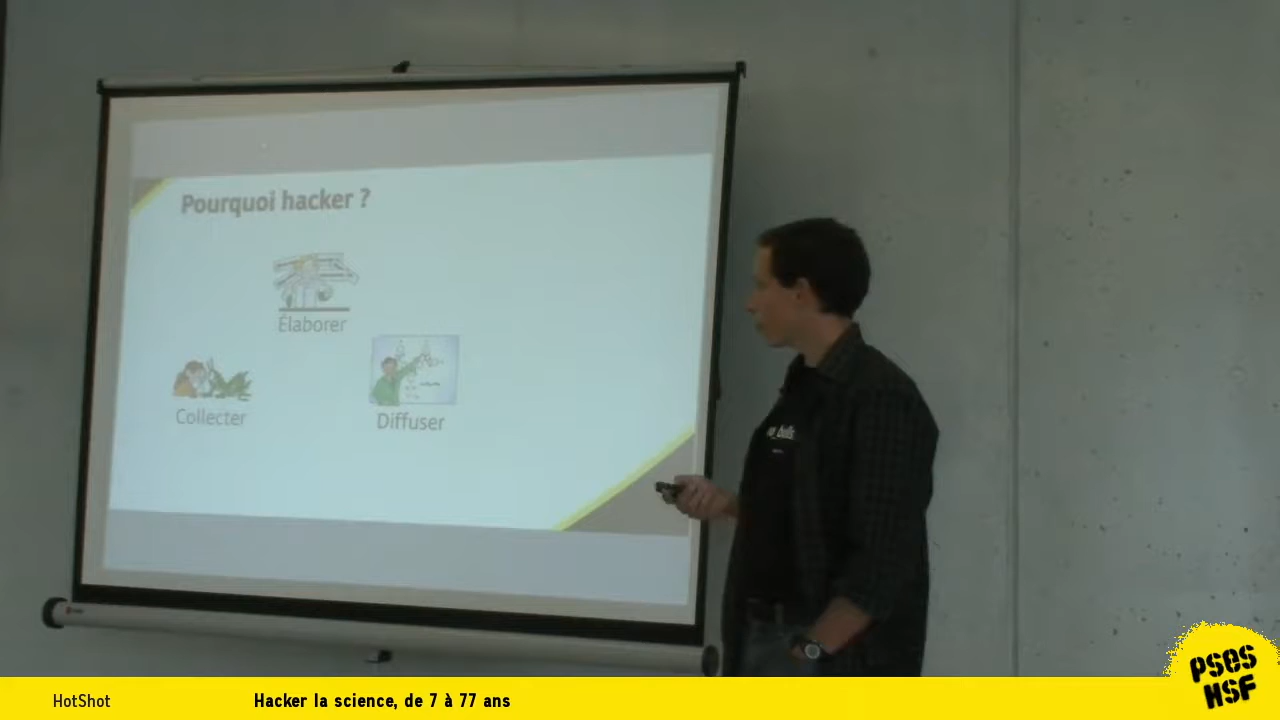 Pourquoi hacker ?
Élaborer
Collecter
Diffuser
HotShot
Hacker la science, de 7 à 77 ans
PSES
HSF